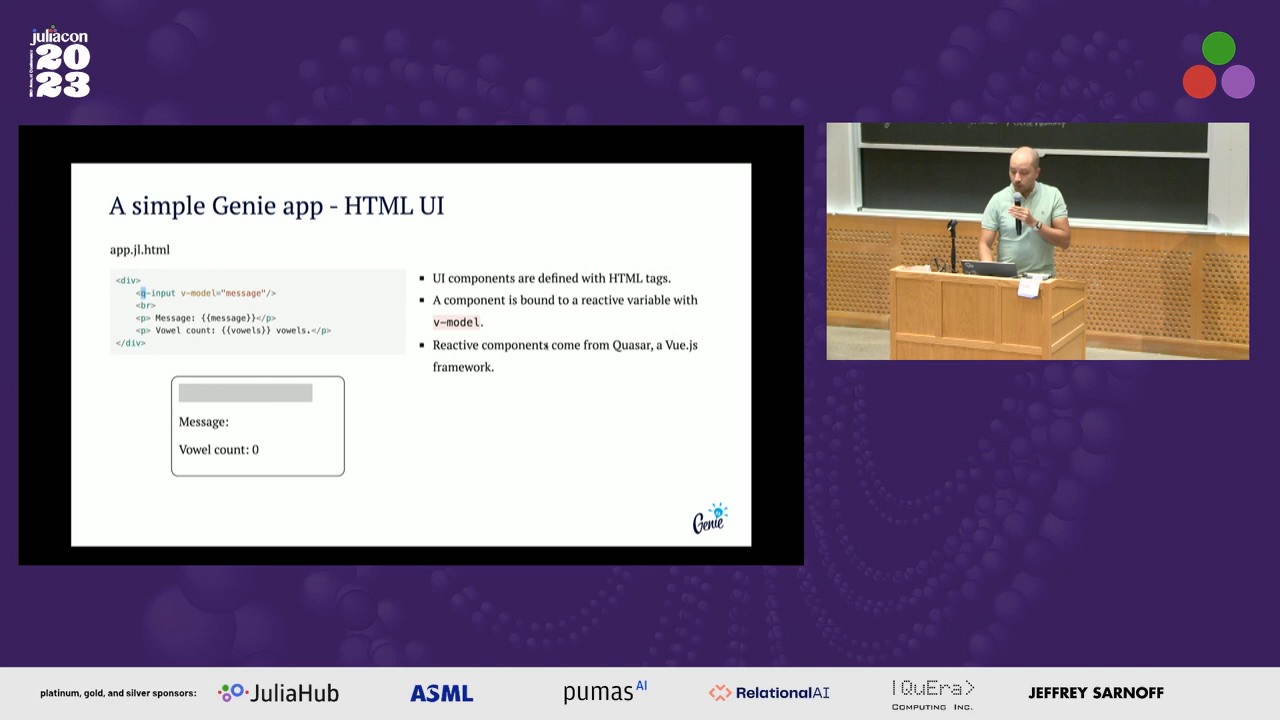 juliacon
20
23
A simple Genie app - HTML UI
app.jl.html
<div>
<q-input v-model="message"/>
<br>
<p> Message: {{message}}</p>
<p> Vowel count: {{vowels}} vowels.</p>
</div>
▪ UI components are defined with HTML tags.
▪ A component is bound to a reactive variable with
v-model.
▪ Reactive components come from Quasar, a Vue.js
framework.
Message:
Vowel count: 0
Genie
platinum, gold, and silver sponsors:
JuliaHub
ASML
pumas AI
RelationalAI
|QuEra>
COMPUTING INC.
JEFFREY SARNOFF